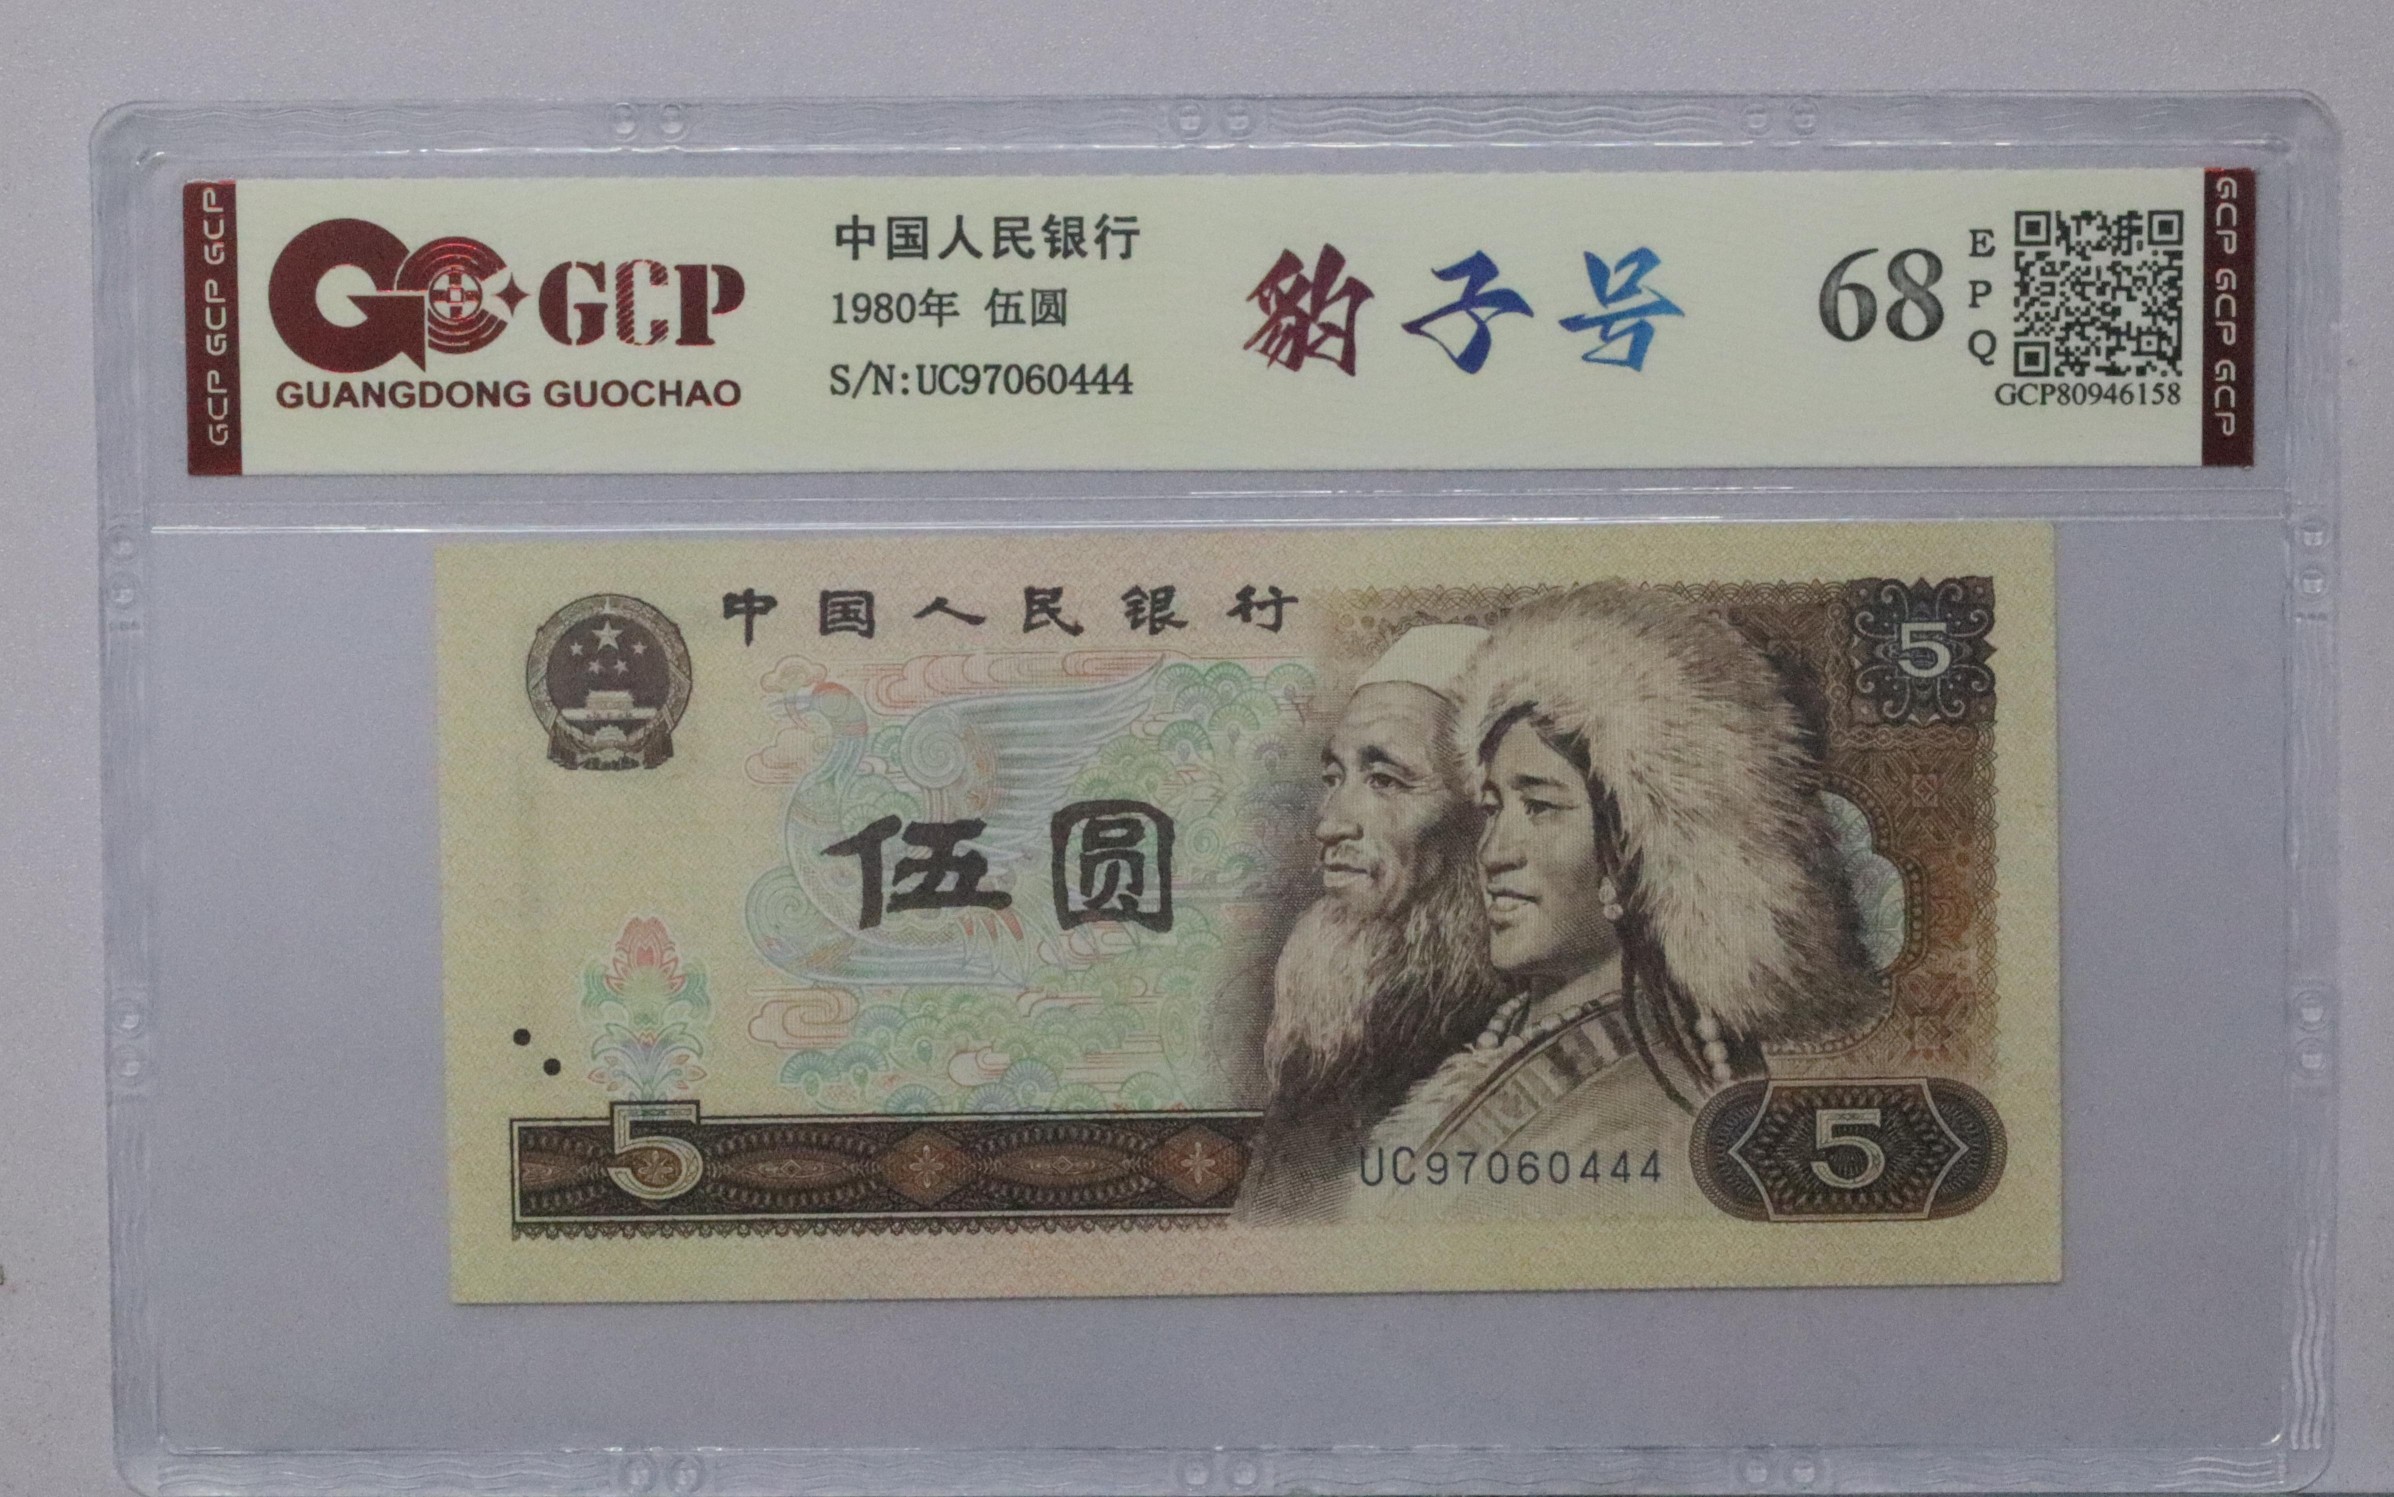 GCP GCP GCP
GCP
GUANGDONG GUOCHAO
中国人民银行
1980年 伍圆
S/N:UC97060444
豹子号
68
EPQ
GCP80946158
GCP GCP GCP
中国人民银行
5
伍圆
5
UC97060444
5